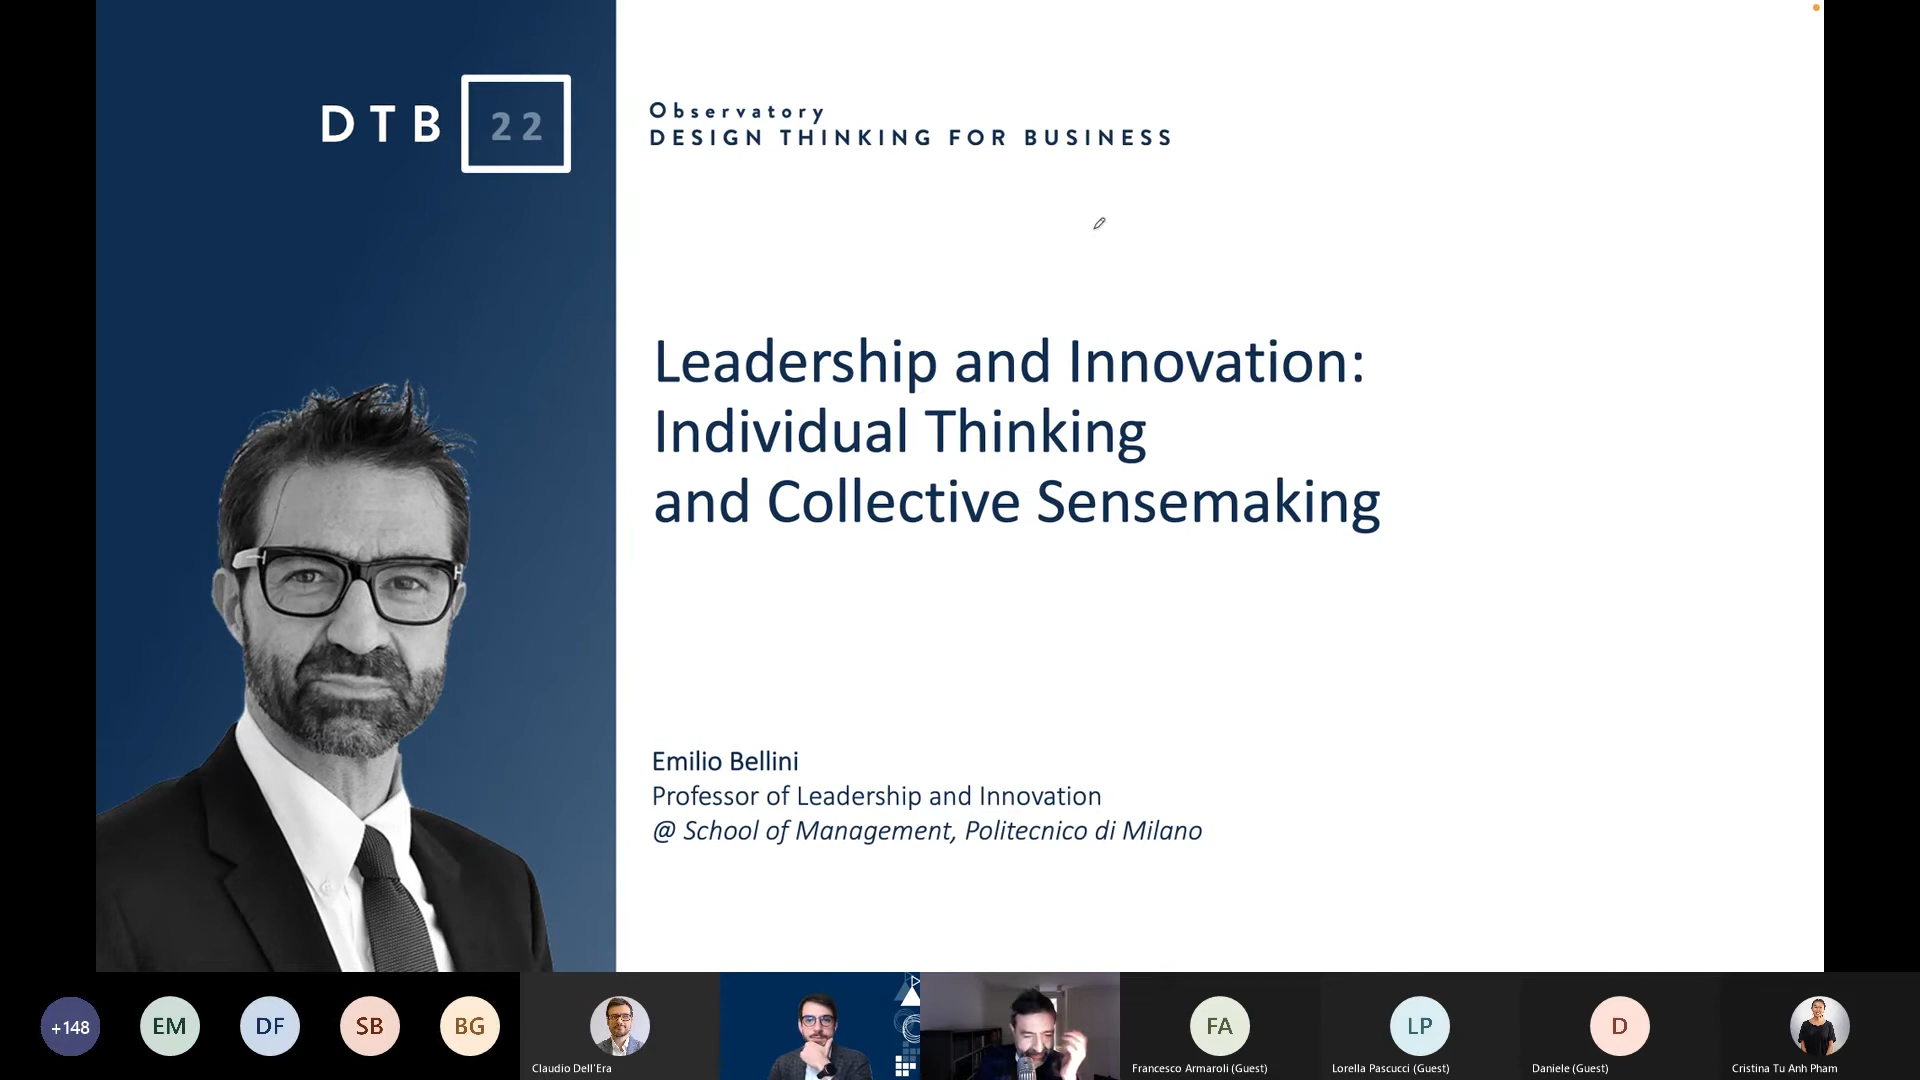 DTB 22
Observatory
DESIGN THINKING FOR BUSINESS
Leadership and Innovation:
Individual Thinking
and Collective Sensemaking
Emilio Bellini
Professor of Leadership and Innovation
@ School of Management, Politecnico di Milano
+148
EM
DF
SB
BG
Claudio Dell'Era
FA
Francesco Armaroli (Guest)
LP
Lorella Pascucci (Guest)
D
Daniele (Guest)
Cristina Tu Anh Pham